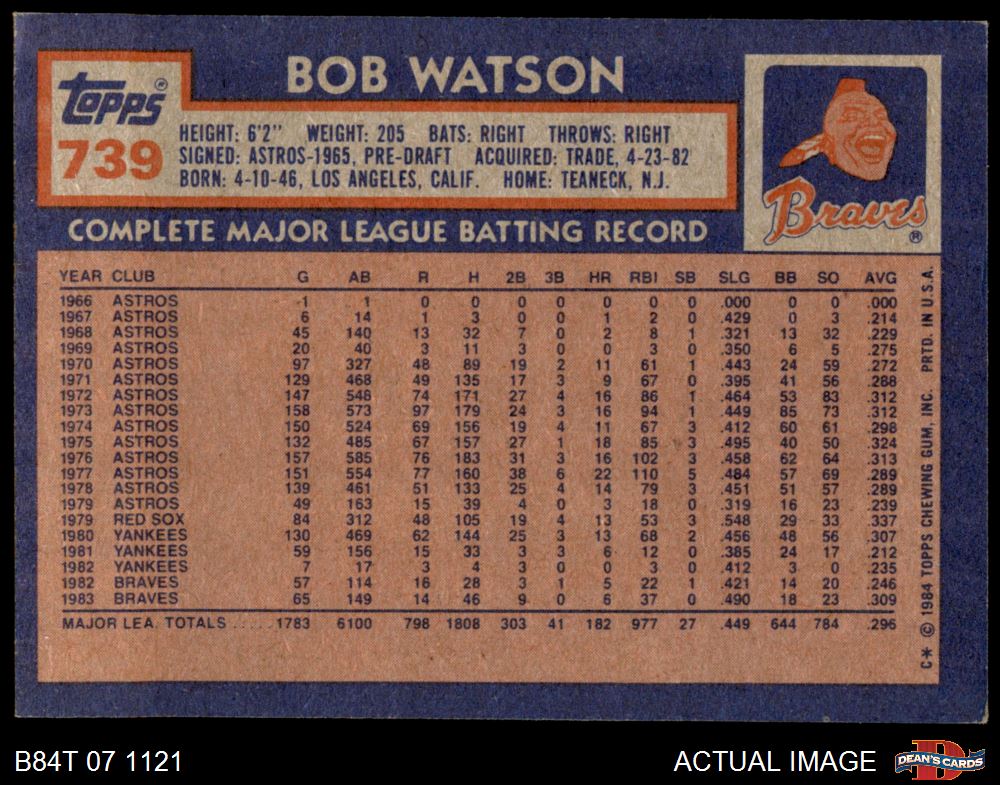 BOB WATSON
Topps®
739
HEIGHT: 6'2" WEIGHT: 205 BATS: RIGHT THROWS: RIGHT
SIGNED: ASTROS-1965, PRE-DRAFT ACQUIRED: TRADE, 4-23-82
BORN: 4-10-46, LOS ANGELES, CALIF. HOME: TEANECK, N.J.
Braves®
COMPLETE MAJOR LEAGUE BATTING RECORD
YEAR CLUB G AB R H 2B 3B HR RBI SB SLG BB SO AVG
1966 ASTROS 1 1 0 0 0 0 0 0 0 .000 0 0 .000
1967 ASTROS 6 14 1 3 0 0 1 2 0 .429 0 3 .214
1968 ASTROS 45 140 13 32 7 0 2 8 1 .321 13 32 .229
1969 ASTROS 20 40 3 11 3 0 0 3 0 .350 6 5 .275
1970 ASTROS 97 327 48 89 19 2 11 61 1 .443 24 59 .272
1971 ASTROS 129 468 49 135 17 3 9 67 0 .395 41 56 .288
1972 ASTROS 147 548 74 171 27 4 16 86 1 .464 53 83 .312
1973 ASTROS 158 573 97 179 24 3 16 94 1 .449 85 73 .312
1974 ASTROS 150 524 69 156 19 4 11 67 3 .412 60 61 .298
1975 ASTROS 132 485 67 157 27 1 18 85 3 .495 40 50 .324
1976 ASTROS 157 585 76 183 31 3 16 102 3 .458 62 64 .313
1977 ASTROS 151 554 77 160 38 6 22 110 5 .484 57 69 .289
1978 ASTROS 139 461 51 133 25 4 14 79 3 .451 51 57 .289
1979 ASTROS 49 163 15 39 4 0 3 18 0 .319 16 23 .239
1979 RED SOX 84 312 48 105 19 4 13 53 3 .548 29 33 .337
1980 YANKEES 130 469 62 144 25 3 13 68 2 .456 48 56 .307
1981 YANKEES 59 156 15 33 3 3 6 12 0 .385 24 17 .212
1982 YANKEES 7 17 3 4 3 0 0 3 0 .412 3 0 .235
1982 BRAVES 57 114 16 28 3 1 5 22 1 .421 14 20 .246
1983 BRAVES 65 149 14 46 9 0 6 37 0 .490 18 23 .309
MAJOR LEA. TOTALS ..... 1783 6100 798 1808 303 41 182 977 27 .449 644 784 .296
C* © 1984 TOPPS CHEWING GUM, INC. PRTD. IN U.S.A.
B84T 07 1121
ACTUAL IMAGE
D
DEAN'S CARDS